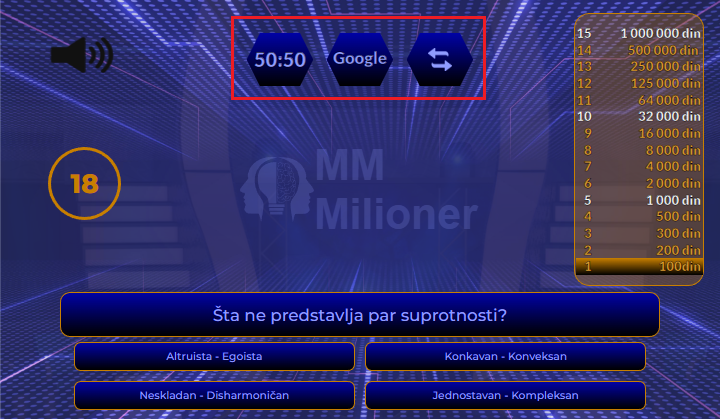 50:50
Google
15 1 000 000 din
14 500 000 din
13 250 000 din
12 125 000 din
11 64 000 din
10 32 000 din
9 16 000 din
8 8 000 din
7 4 000 din
6 2 000 din
5 1 000 din
4 500 din
3 300 din
2 200 din
1 100din
18
MM
Milioner
Šta ne predstavlja par suprotnosti?
Altruista - Egoista
Konkavan - Konveksan
Neskladan - Disharmoničan
Jednostavan - Kompleksan